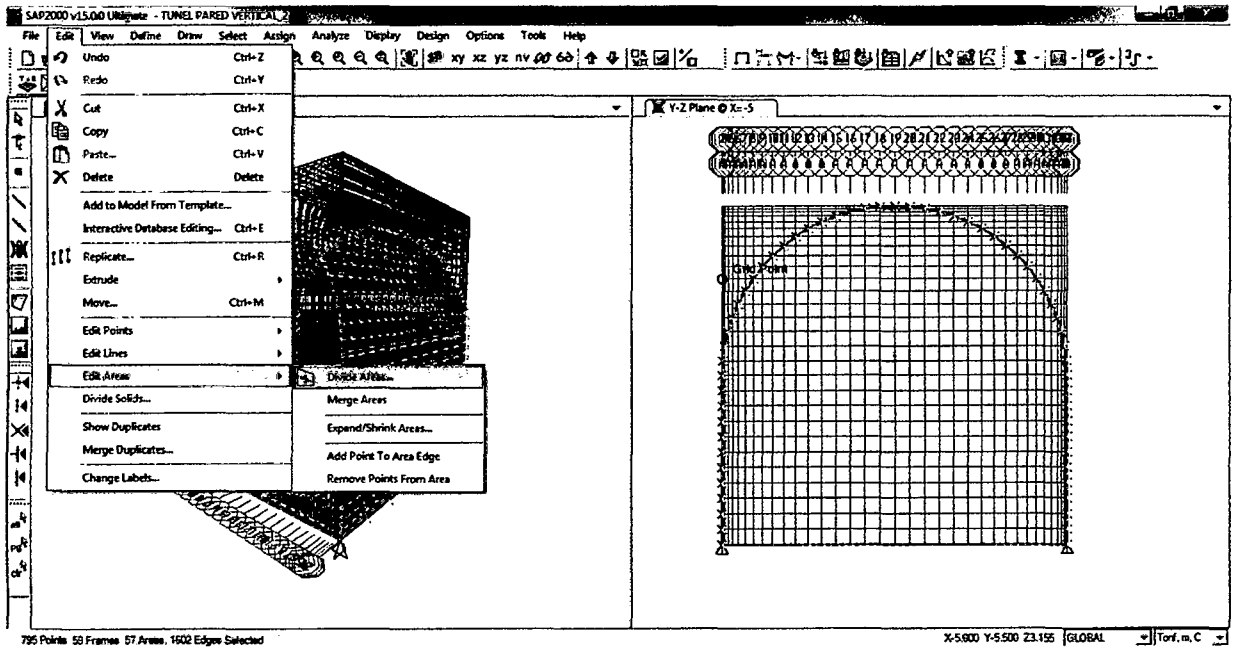 SAP2000 v15.0.0 Ultimate - TUNEL PARED VERTICAL_2
File Edit View Define Draw Select Assign Analyze Display Design Options Tools Help
xy xz yz nv
Undo Ctrl+Z
Redo Ctrl+Y
Cut Ctrl+X
Copy Ctrl+C
Paste... Ctrl+V
Delete Delete
Add to Model From Template...
Interactive Database Editing... Ctrl+E
Replicate... Ctrl+R
Extrude
Move... Ctrl+M
Edit Points
Edit Lines
Edit Areas
Divide Solids...
Show Duplicates
Merge Duplicates...
Change Labels...
Divide Areas...
Merge Areas
Expand/Shrink Areas...
Add Point To Area Edge
Remove Points From Area
Y-Z Plane @ X=-5
Grid Point
795 Points 59 Frames 57 Areas, 1602 Edges Selected
X-5.000 Y-5.500 Z3.155 GLOBAL Tonf, m, C